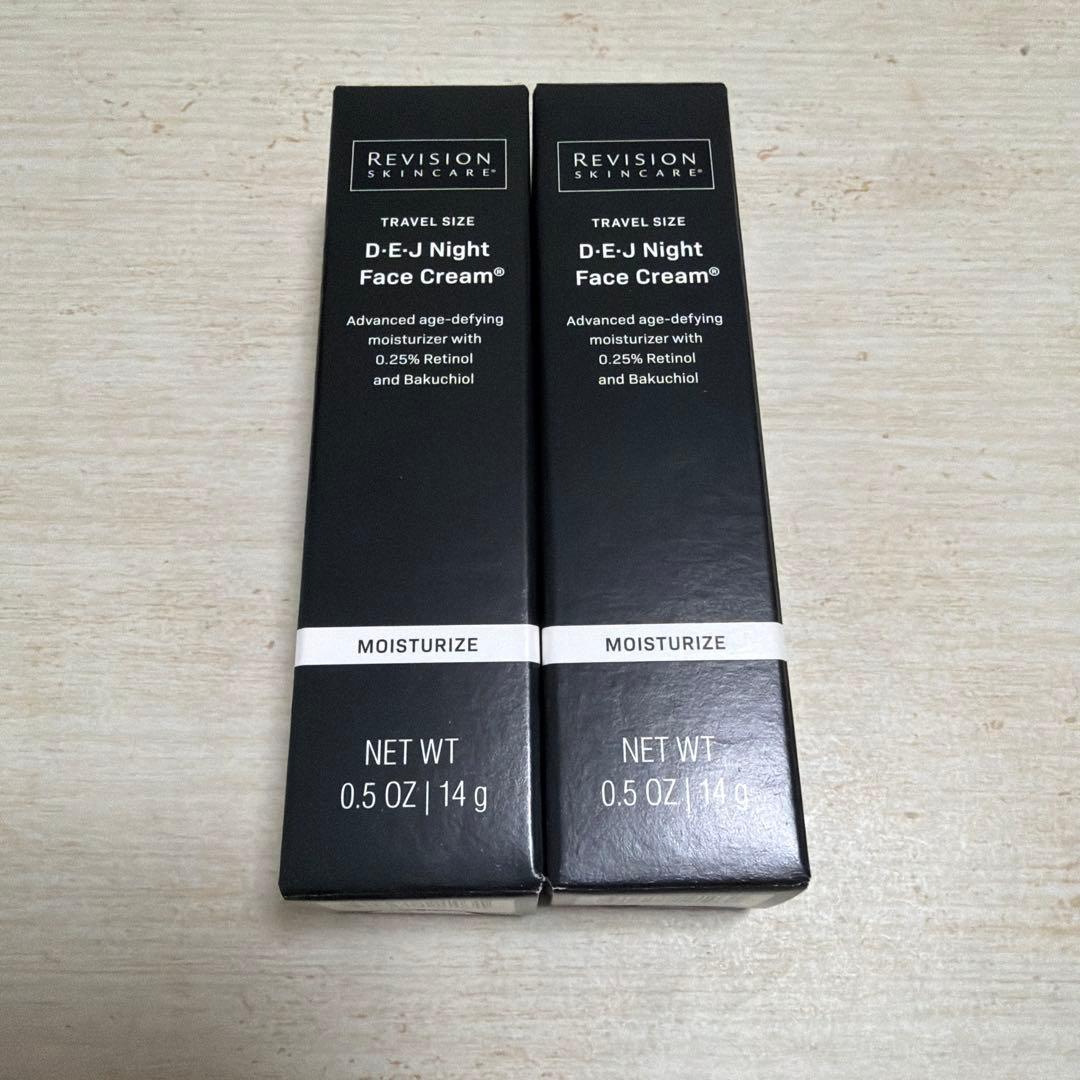 REVISION
SKINCARE®
TRAVEL SIZE
D·E·J Night
Face Cream®
Advanced age-defying
moisturizer with
0.25% Retinol
and Bakuchiol
MOISTURIZE
NET WT
0.5 OZ | 14 g
REVISION
SKINCARE®
TRAVEL SIZE
D·E·J Night
Face Cream®
Advanced age-defying
moisturizer with
0.25% Retinol
and Bakuchiol
MOISTURIZE
NET WT
0.5 OZ | 14 g